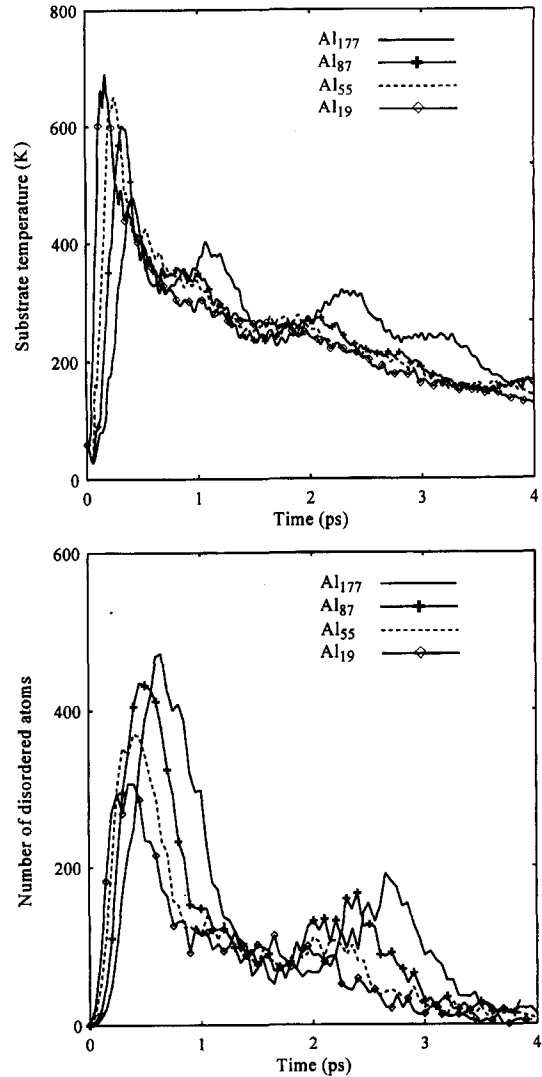 800
600
400
200
0
Substrate temperature (K)
Al177
Al87
Al55
Al19
0
1
2
3
4
Time (ps)
600
400
200
0
Number of disordered atoms
Al177
Al87
Al55
Al19
0
1
2
3
4
Time (ps)